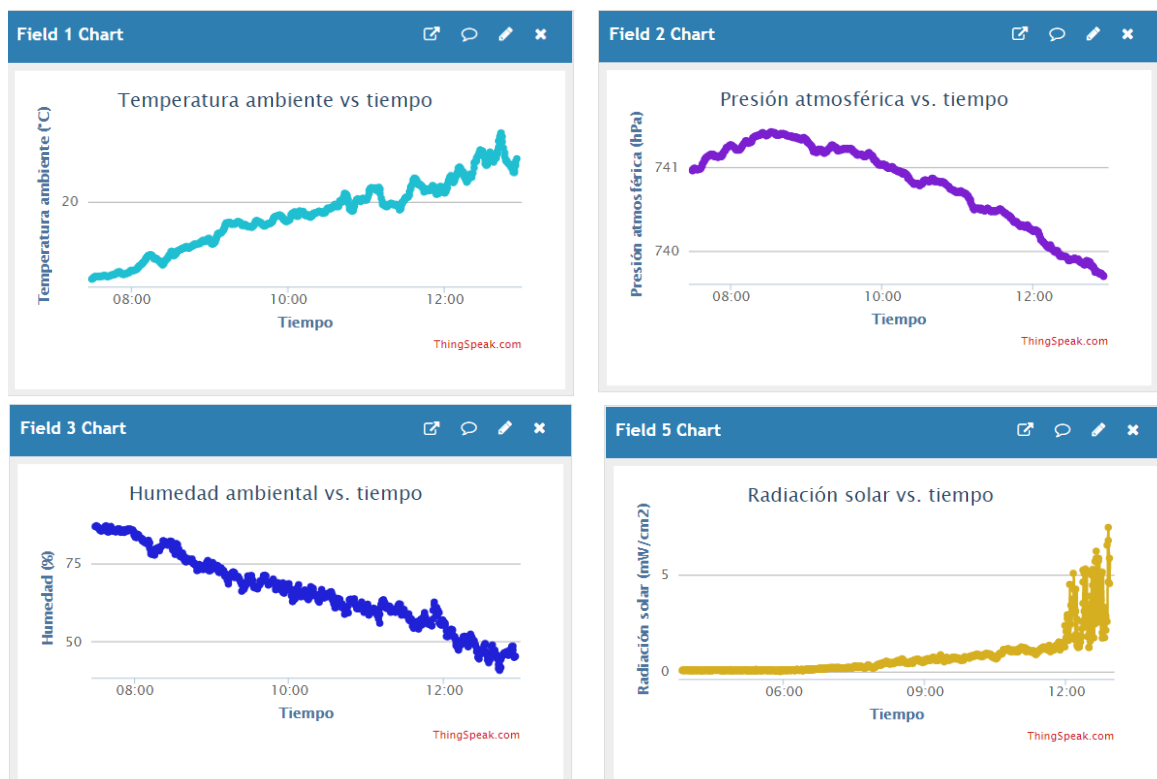 Field 1 Chart
Temperatura ambiente vs tiempo
Temperatura ambiente (°C)
20
08:00 10:00 12:00
Tiempo
ThingSpeak.com
Field 2 Chart
Presión atmosférica vs. tiempo
Presión atmosférica (hPa)
741
740
08:00 10:00 12:00
Tiempo
ThingSpeak.com
Field 3 Chart
Humedad ambiental vs. tiempo
Humedad (%)
75
50
08:00 10:00 12:00
Tiempo
ThingSpeak.com
Field 5 Chart
Radiación solar vs. tiempo
Radiación solar (mW/cm2)
5
0
06:00 09:00 12:00
Tiempo
ThingSpeak.com